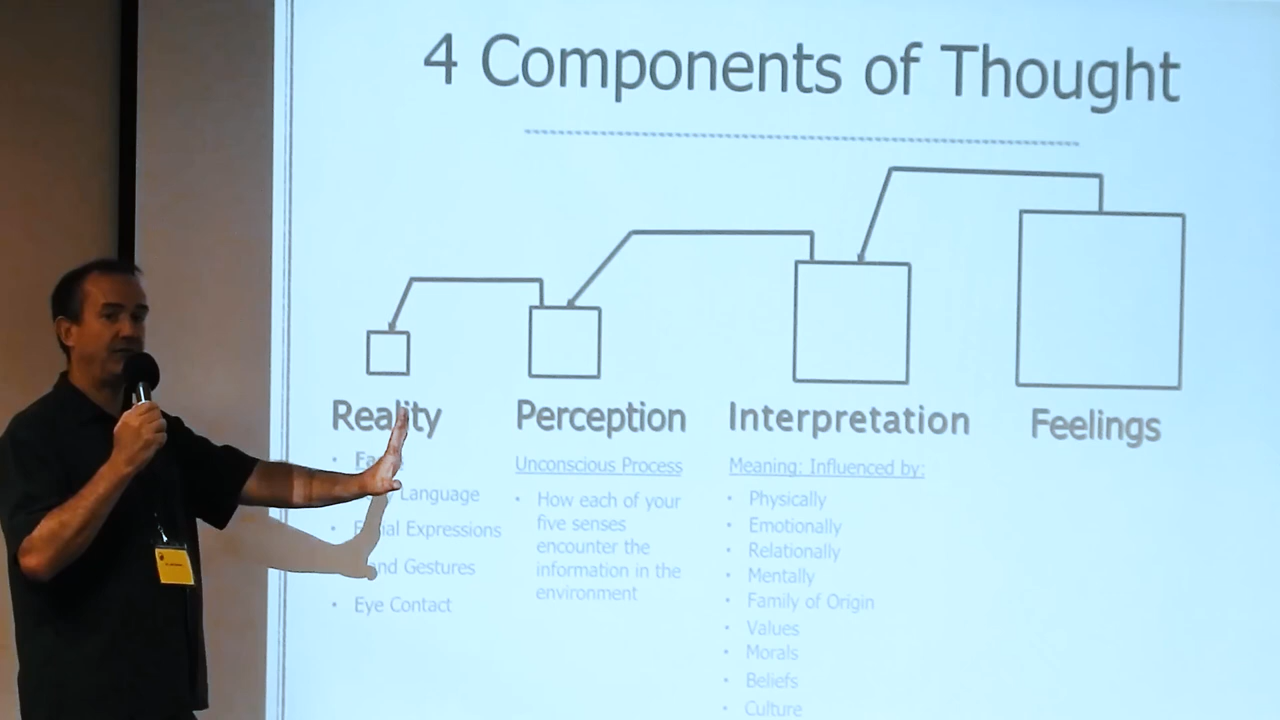 4 Components of Thought
Reality
Perception
Interpretation
Feelings
Language
Expressions
Gestures
• Eye Contact
Unconscious Process
• How each of your
five senses
encounter the
information in the
environment
Meaning: Influenced by:
• Physically
• Emotionally
• Relationally
• Mentally
• Family of Origin
• Values
• Morals
• Beliefs
• Culture